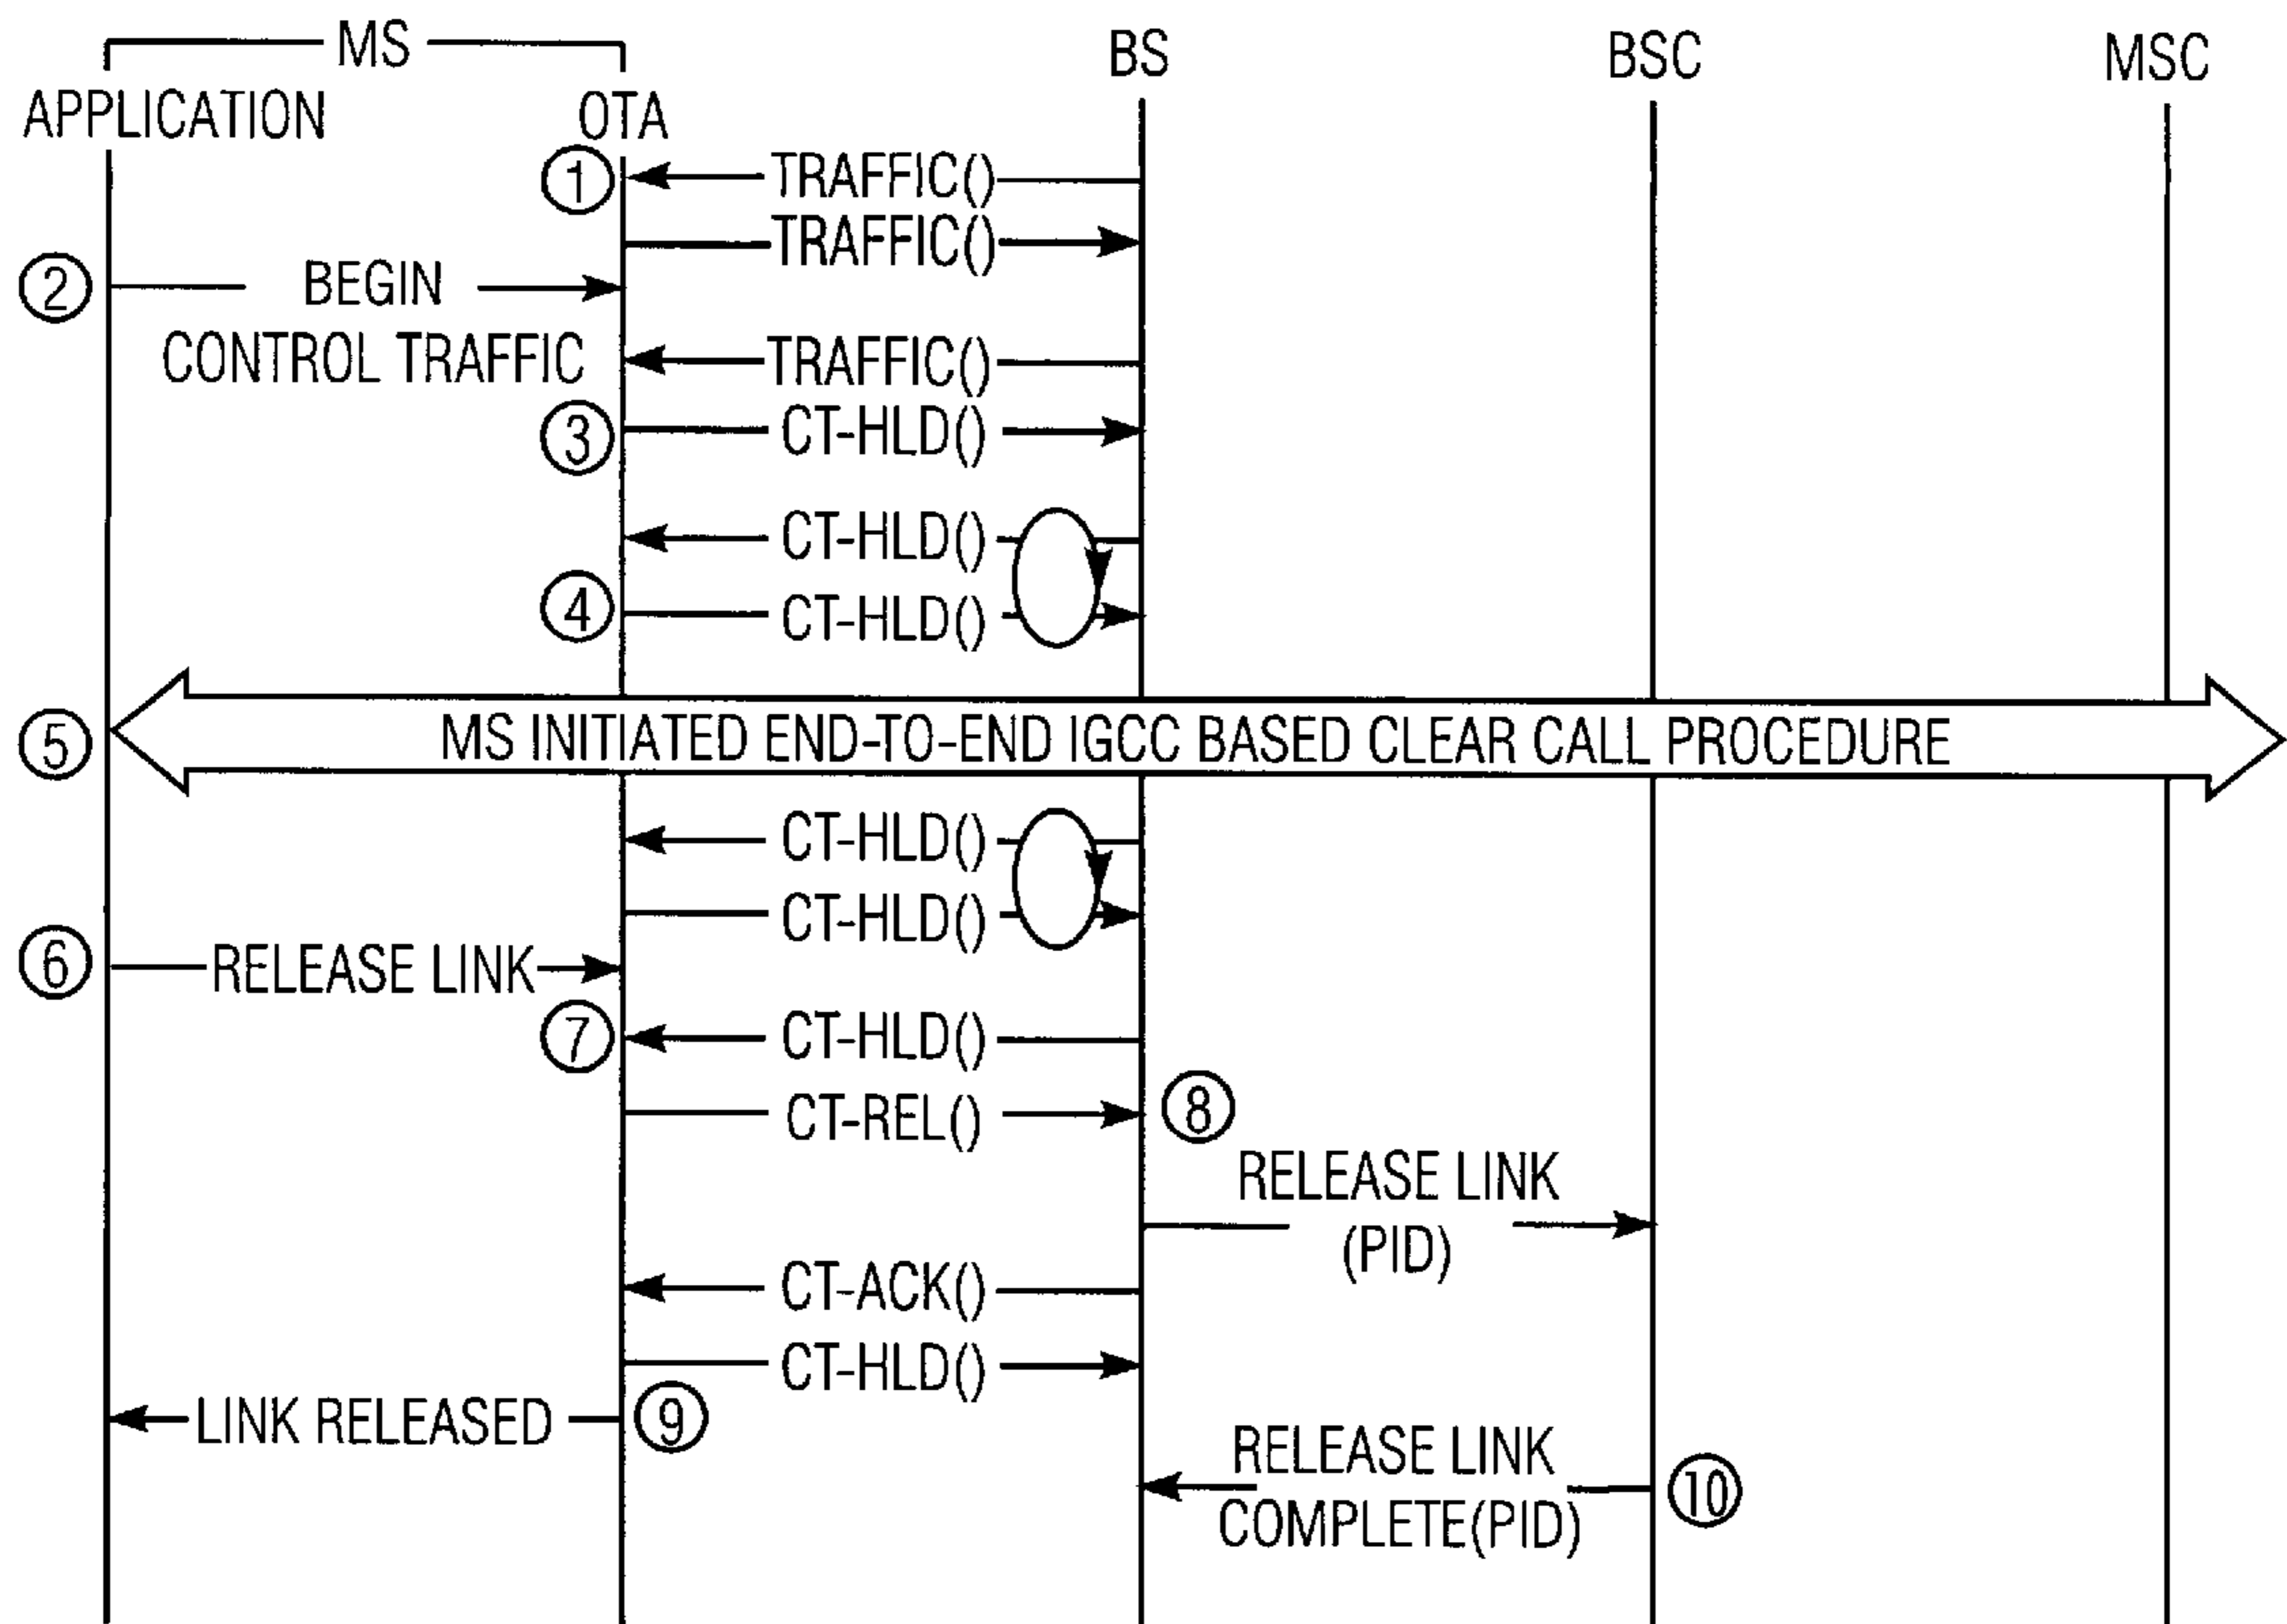 MS
BS
BSC
MSC
APPLICATION
OTA
① TRAFFIC()
TRAFFIC()
② BEGIN
CONTROL TRAFFIC
TRAFFIC()
③ CT-HLD()
CT-HLD()
④ CT-HLD()
⑤ MS INITIATED END-TO-END IGCC BASED CLEAR CALL PROCEDURE
CT-HLD()
CT-HLD()
⑥ RELEASE LINK
⑦ CT-HLD()
CT-REL() ⑧
RELEASE LINK
(PID)
CT-ACK()
CT-HLD()
LINK RELEASED ⑨
RELEASE LINK
COMPLETE(PID) ⑩